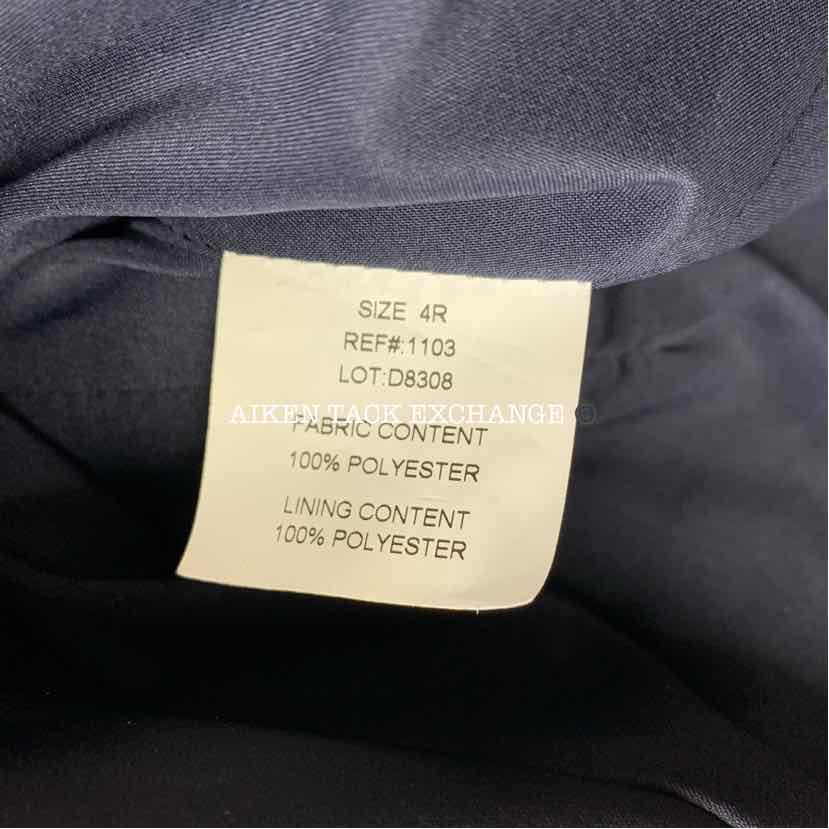 SIZE 4R
REF#:1103
LOT:D8308
AIKEN TACK EXCHANGE ©
FABRIC CONTENT
100% POLYESTER
LINING CONTENT
100% POLYESTER